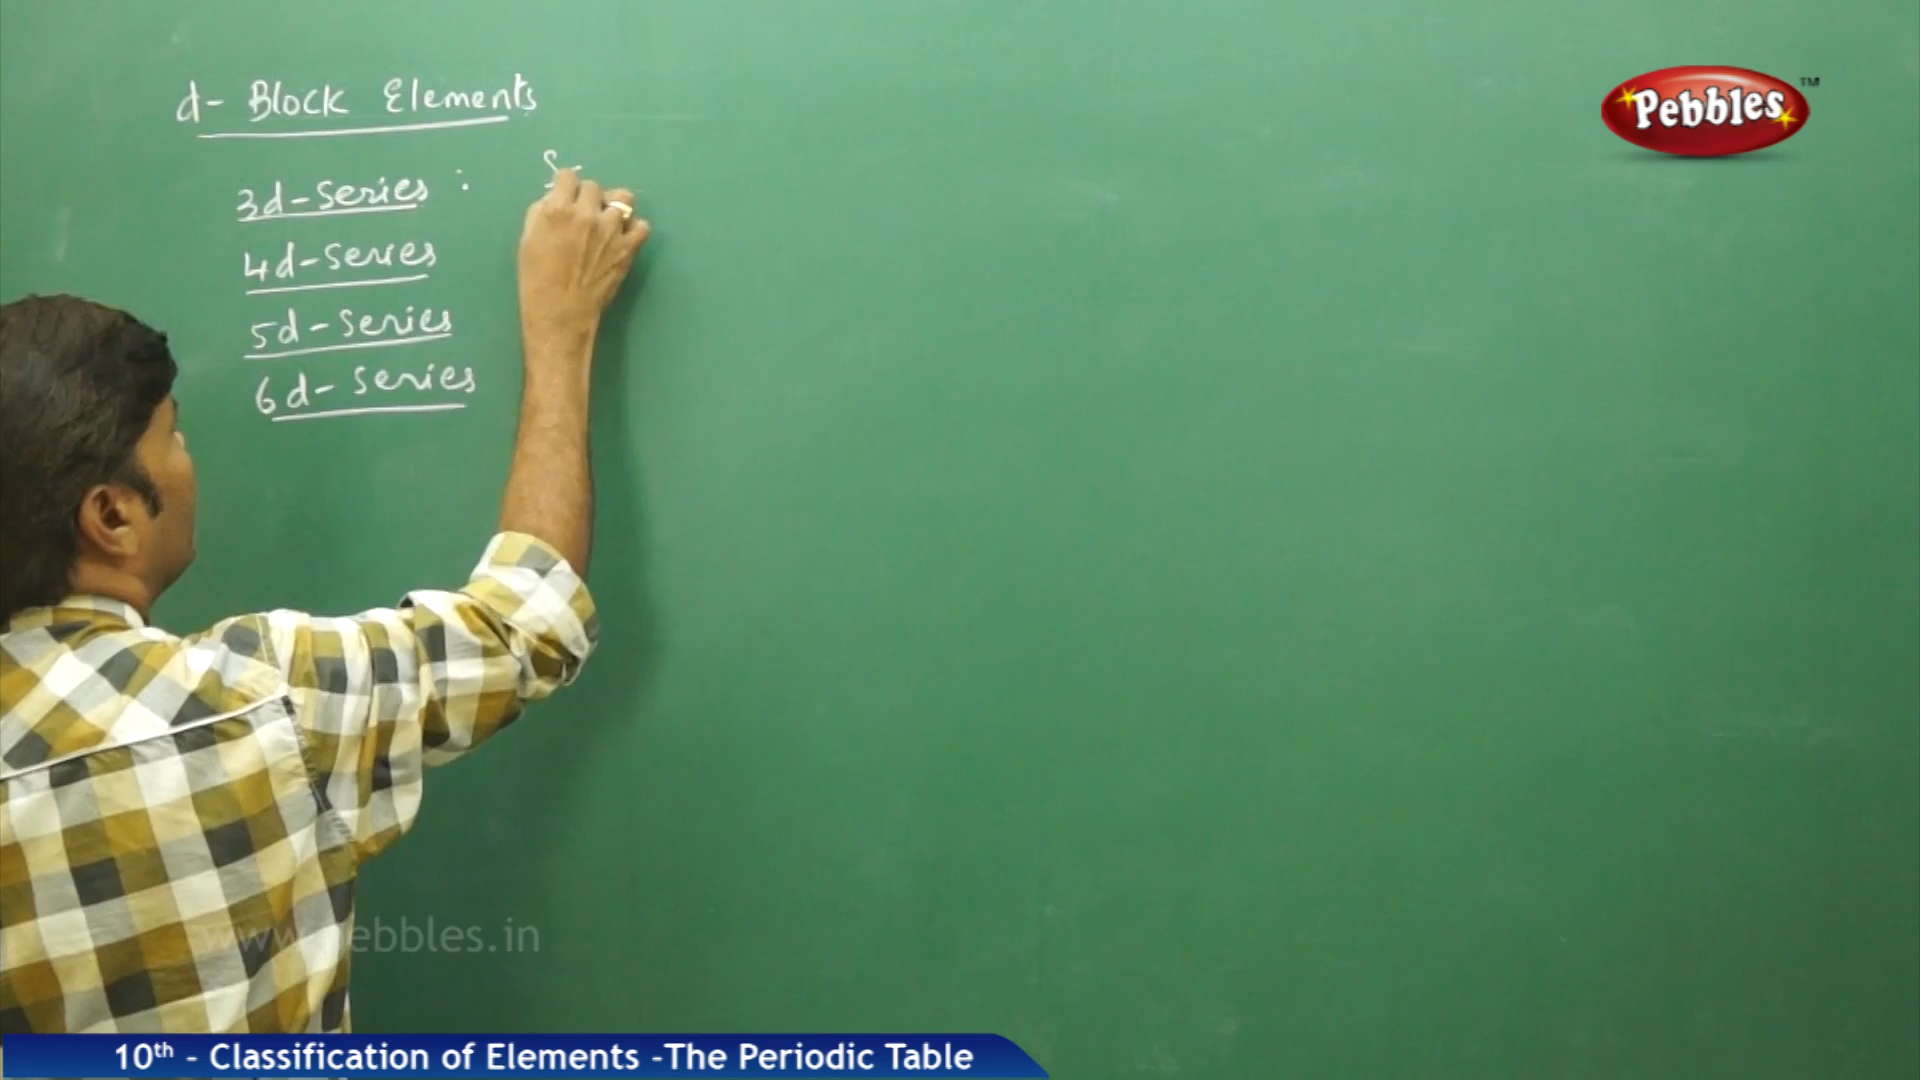 d- Block Elements
3d-Series :
4d-Series
5d-Series
6d-Series
Pebbles™
www.pebbles.in
10th - Classification of Elements -The Periodic Table